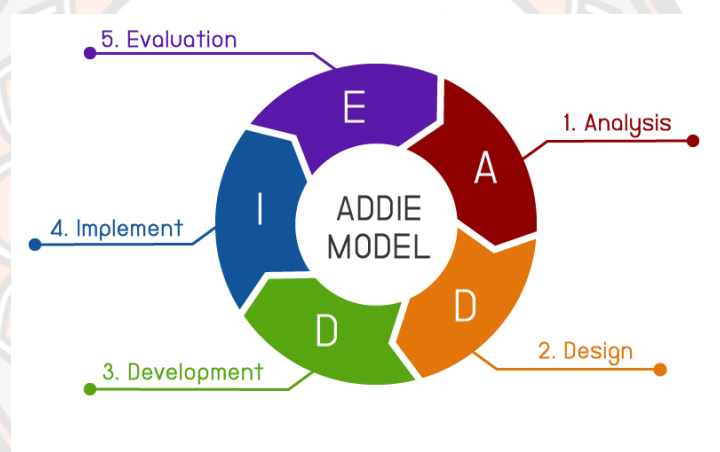 5. Evaluation
1. Analysis
E
A
ADDIE
MODEL
I
4. Implement
D
D
2. Design
3. Development